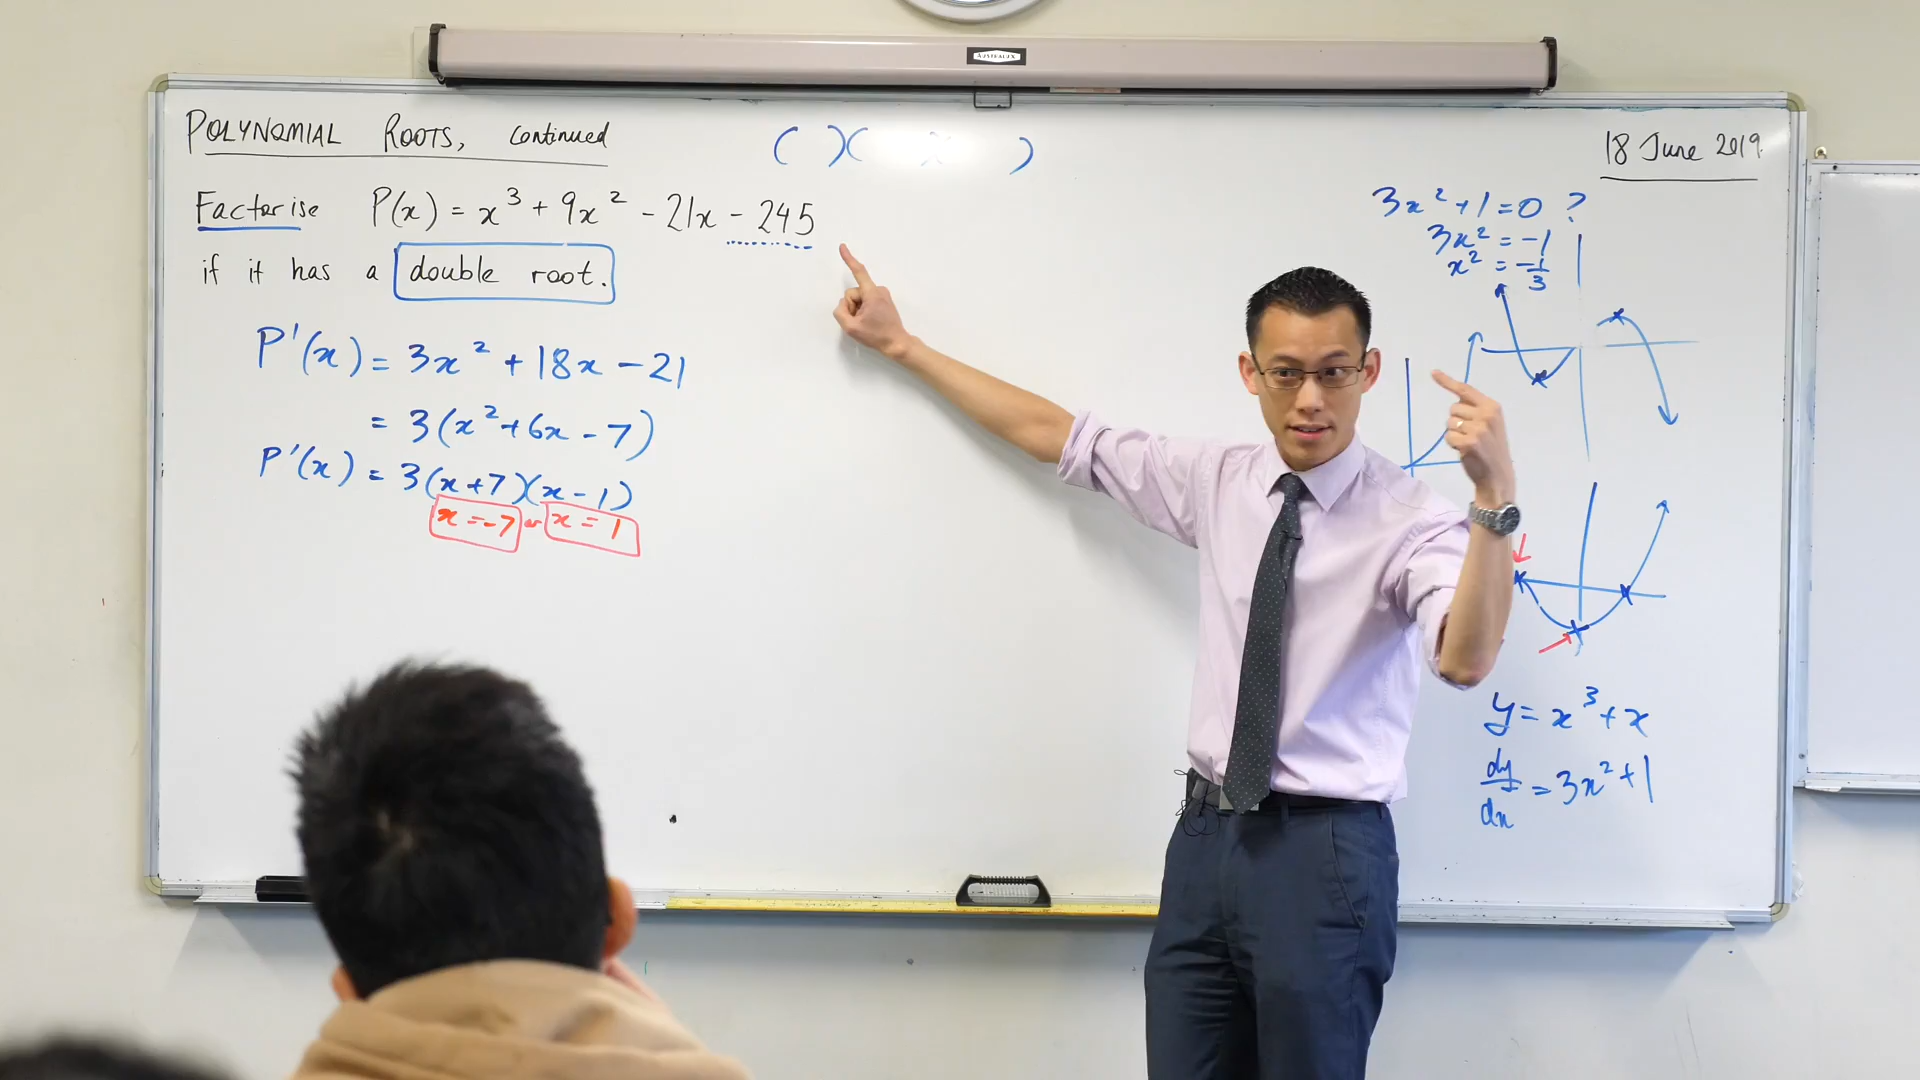 AUSTRALUX
POLYNOMIAL ROOTS, continued
( )( x )
18 June 2019
Factorise P(x) = x³ + 9x² - 21x - 245
if it has a double root.
P'(x) = 3x² + 18x - 21
= 3(x² + 6x - 7)
P'(x) = 3(x+7)(x-1)
x = -7 or x = 1
3x² + 1 = 0 ?
3x² = -1
x² = -1/3
y = x³ + x
dy/dx = 3x² + 1